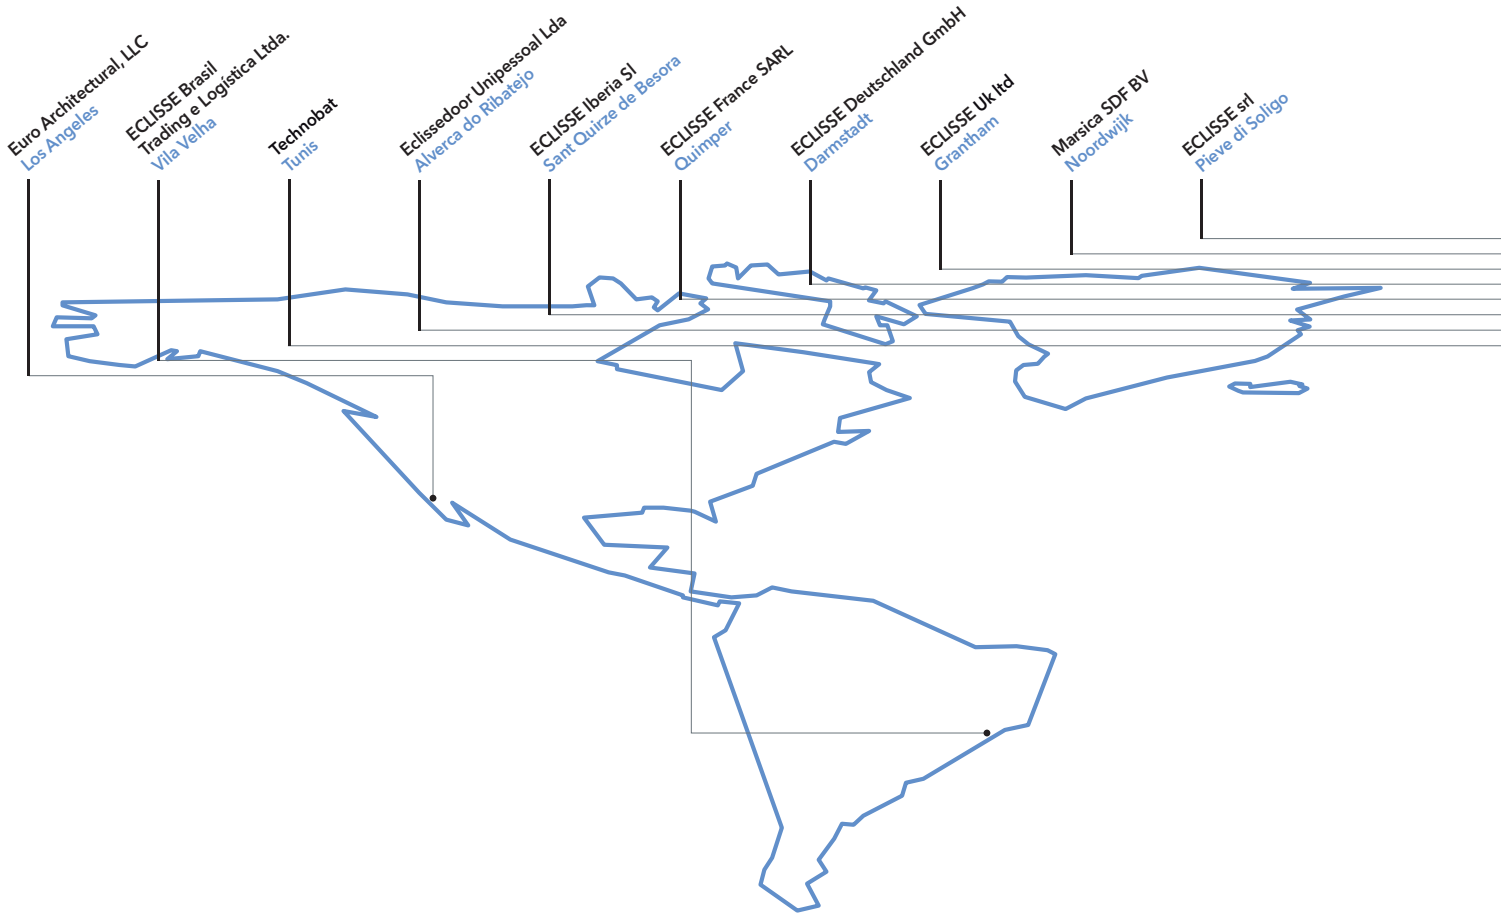 Euro Architectural, LLC
Los Angeles
ECLISSE Brasil
Trading e Logística Ltda.
Vila Velha
Technobat
Tunis
Eclissedoor Unipessoal Lda
Alverca do Ribatejo
ECLISSE Iberia Sl
Sant Quirze de Besora
ECLISSE France SARL
Quimper
ECLISSE Deutschland GmbH
Darmstadt
ECLISSE Uk ltd
Grantham
Marsica SDF BV
Noordwijk
ECLISSE srl
Pieve di Soligo